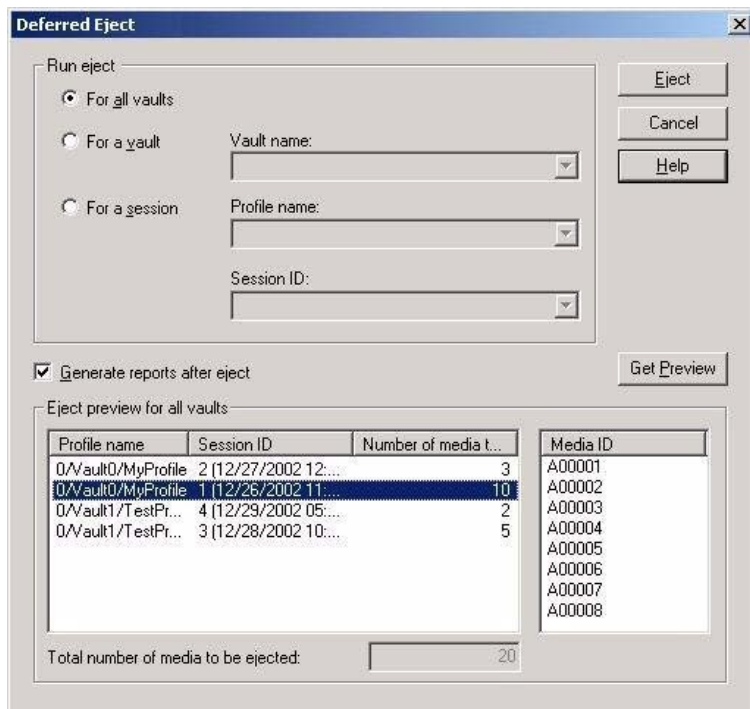 Deferred Eject
Run eject
For all vaults
Eject
Cancel
For a vault
Vault name:
Help
For a session
Profile name:
Session ID:
Generate reports after eject
Get Preview
Eject preview for all vaults
Profile name Session ID Number of media t... Media ID
0/Vault0/MyProfile 2 (12/27/2002 12:... 3 A00001
0/Vault0/MyProfile 1 (12/26/2002 11:... 10 A00002
0/Vault1/TestPr... 4 (12/29/2002 05:... 2 A00003
0/Vault1/TestPr... 3 (12/28/2002 10:... 5 A00004
A00005
A00006
A00007
A00008
Total number of media to be ejected: 20